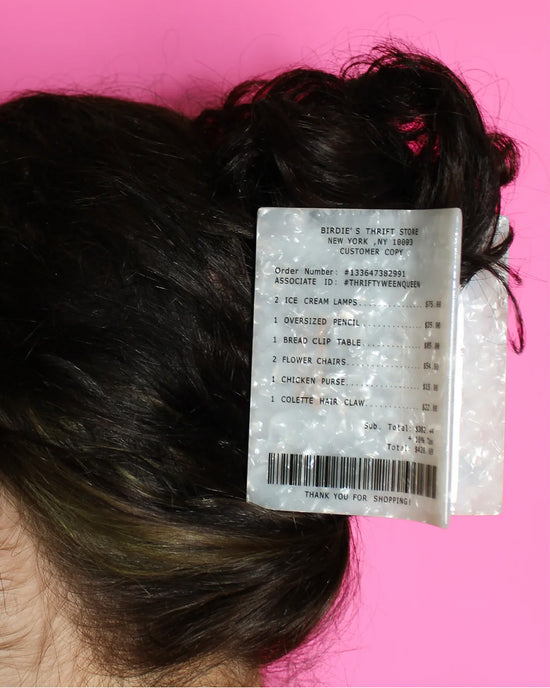 BIRDIE'S THRIFT STORE
NEW YORK ,NY 10003
CUSTOMER COPY
Order Number: #133647382991
ASSOCIATE ID: #THRIFTYWEENQUEEN
2 ICE CREAM LAMPS................. $75.00
1 OVERSIZED PENCIL................
1 BREAD CLIP TABLE................
2 FLOWER CHAIRS...................
1 CHICKEN PURSE...................
1 COLETTE HAIR CLAW...............
Sub. Total:
Total:
THANK YOU FOR SHOPPING!